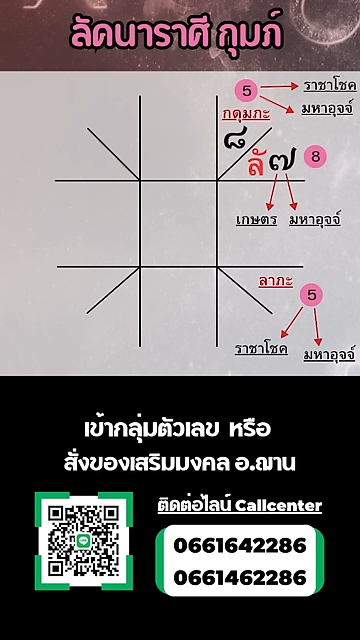 ลัคนาราศี กุมภ์
5
ราชาโชค
มหาอุจจ์
กดุมภะ
๘
ลั
๗
8
เกษตร
มหาอุจจ์
ลาภะ
5
ราชาโชค
มหาอุจจ์
เข้ากลุ่มตัวเลข หรือ
สั่งของเสริมมงคล อ.ฌาน
ติดต่อไลน์ Callcenter
0661642286
0661462286